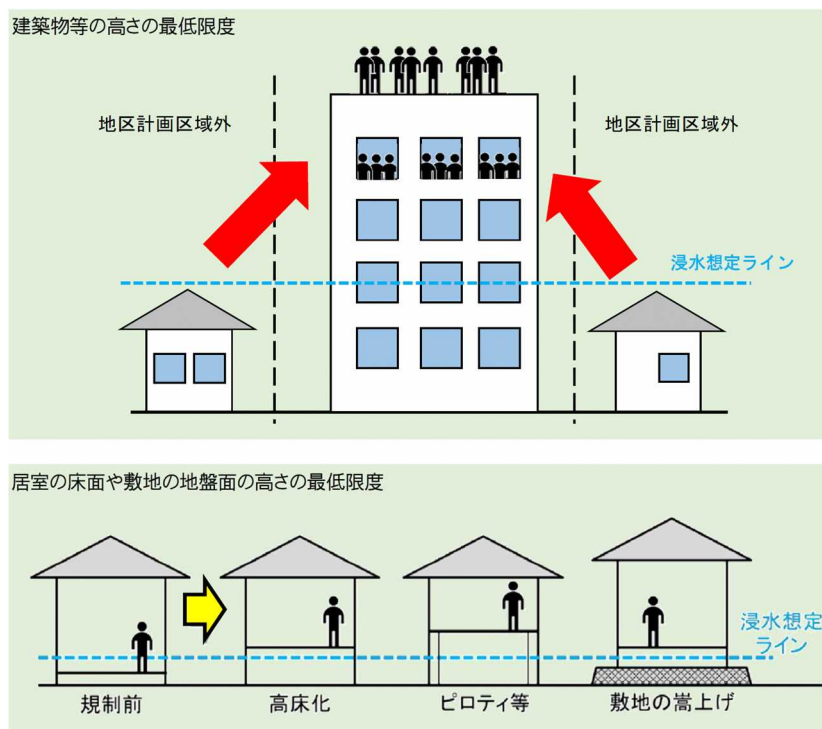 建築物等の高さの最低限度
地区計画区域外
地区計画区域外
浸水想定ライン
居室の床面や敷地の地盤面の高さの最低限度
浸水想定
ライン
規制前
高床化
ピロティ等
敷地の嵩上げ